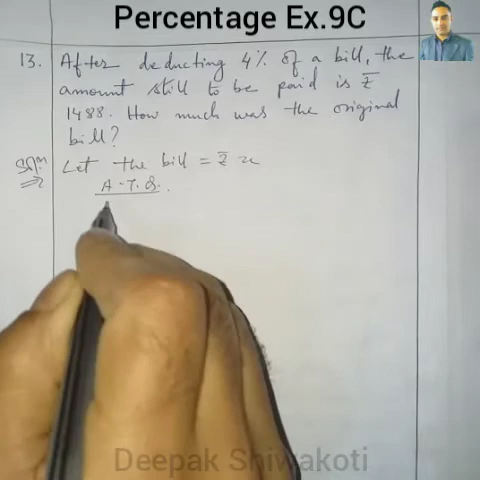 Percentage Ex.9C
13. After deducting 4% of a bill, the
amount still to be paid is ₹
1488. How much was the original
bill?
Solⁿ Let the bill = ₹ x
⇒ A.T.Q.
Deepak Shiwakoti